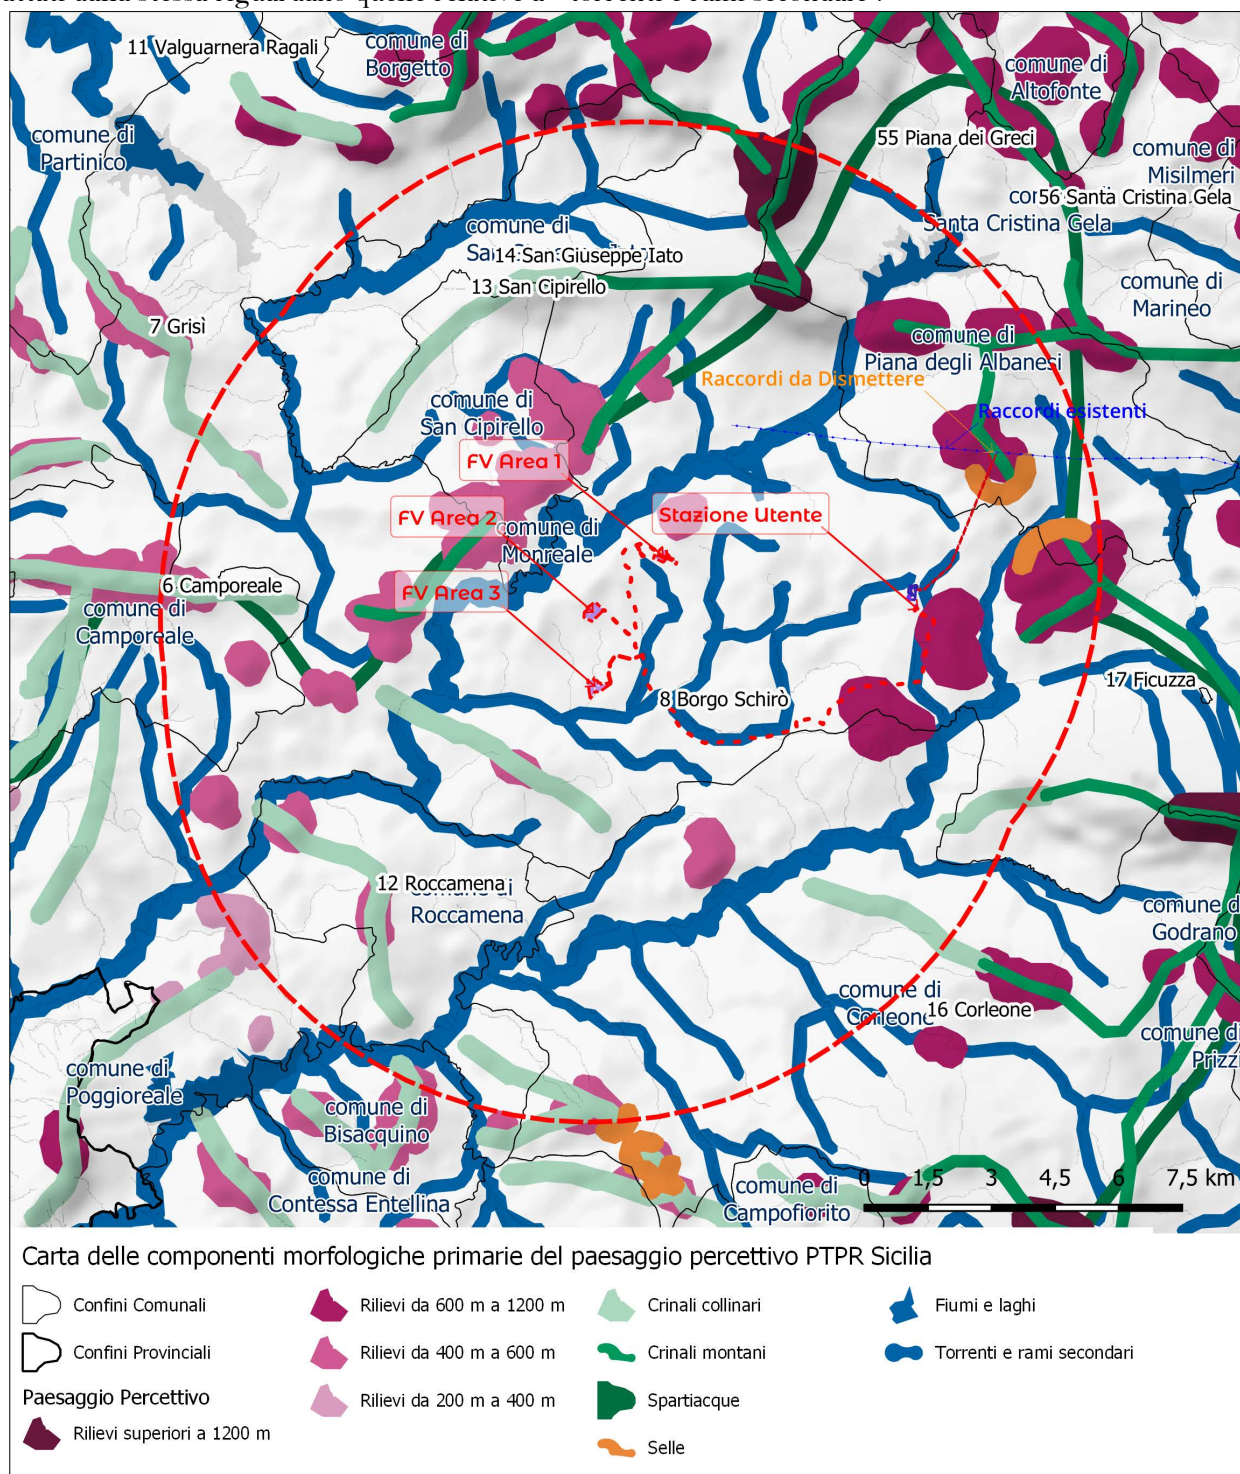 11 Valguarnera Ragali
comune di
Borgetto
comune di
Altofonte
comune di
Partinico
55 Piana dei Greci
comune di
Misilmeri
56 Santa Cristina Gela
Santa Cristina Gela
comune di
14 San Giuseppe Iato
13 San Cipirello
comune di
Marineo
7 Grisì
comune di
Piana degli Albanesi
Raccordi da Dismettere
Raccordi esistenti
comune di
San Cipirello
FV Area 1
FV Area 2
Stazione Utente
comune di
Monreale
FV Area 3
6 Camporeale
comune di
Camporeale
17 Ficuzza
8 Borgo Schirò
12 Roccamena
comune di
Roccamena
comune di
Godrano
comune di
Corleone
16 Corleone
comune di
Prizzi
comune di
Poggioreale
comune di
Bisacquino
comune di
Contessa Entellina
comune di
Campofiorito
0 1,5 3 4,5 6 7,5 km
Carta delle componenti morfologiche primarie del paesaggio percettivo PTPR Sicilia
Confini Comunali
Confini Provinciali
Paesaggio Percettivo
Rilievi superiori a 1200 m
Rilievi da 600 m a 1200 m
Rilievi da 400 m a 600 m
Rilievi da 200 m a 400 m
Crinali collinari
Crinali montani
Spartiacque
Selle
Fiumi e laghi
Torrenti e rami secondari